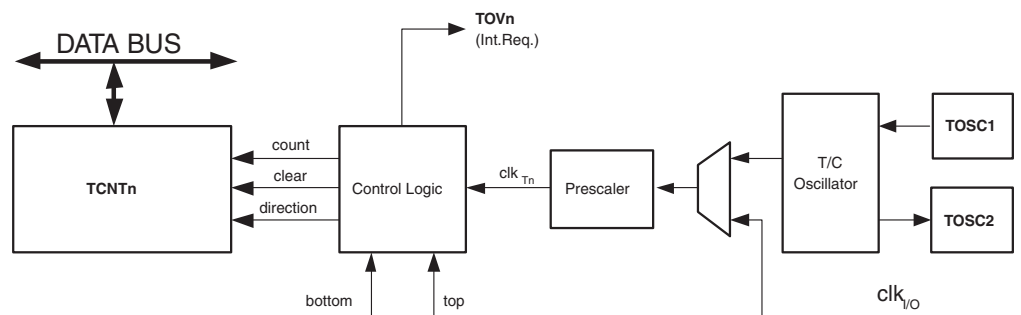 TOVn
(Int.Req.)
DATA BUS
TCNTn
count
clear
direction
Control Logic
clk Tn
Prescaler
T/C
Oscillator
TOSC1
TOSC2
bottom
top
clk I/O